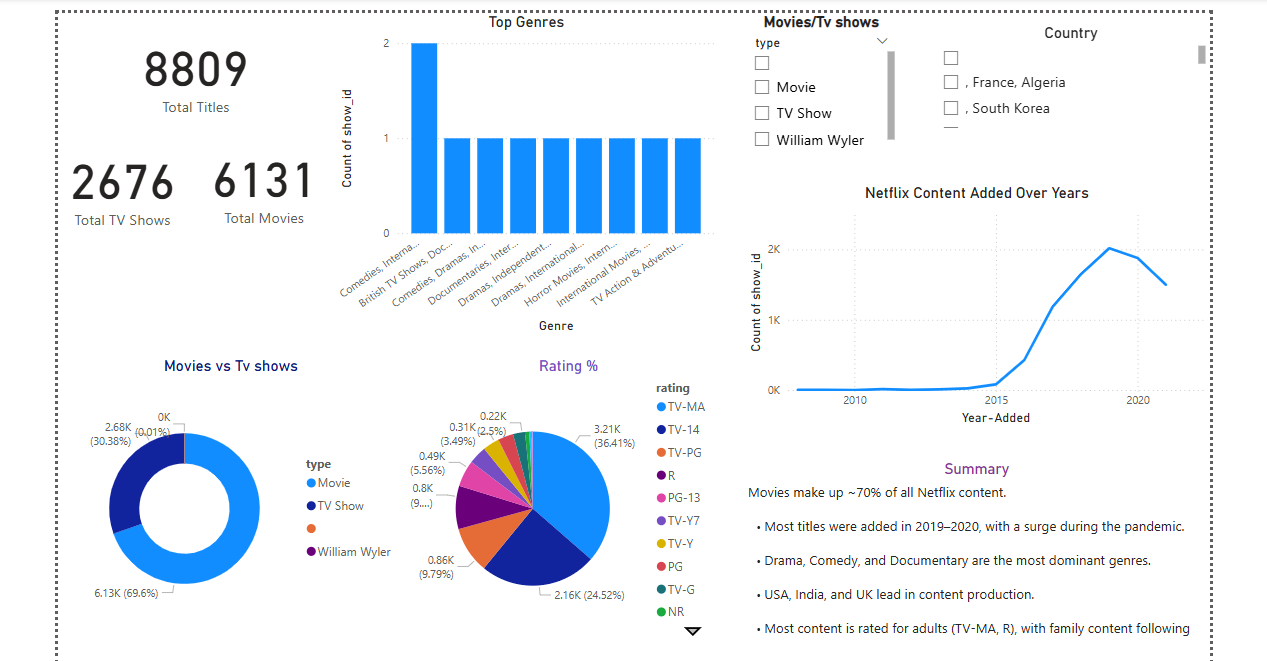 8809
Total Titles
2676
Total TV Shows
6131
Total Movies
Top Genres
Count of show_id
2
1
0
Comedies, Interna...
British TV Shows, Doc...
Comedies, Dramas, In...
Documentaries, Inter...
Dramas, Independent...
Dramas, International...
Horror Movies, Intern...
International Movies, ...
TV Action & Adventu...
Genre
Movies/Tv shows
type
Movie
TV Show
William Wyler
Country
, France, Algeria
, South Korea
Netflix Content Added Over Years
Count of show_id
2K
1K
0K
2010
2015
2020
Year-Added
Movies vs Tv shows
0K
(0.01%)
2.68K
(30.38%)
6.13K (69.6%)
type
Movie
TV Show
William Wyler
Rating %
0.22K
(2.5%)
0.31K
(3.49%)
0.49K
(5.56%)
0.8K
(9....)
0.86K
(9.79%)
2.16K (24.52%)
3.21K
(36.41%)
rating
TV-MA
TV-14
TV-PG
R
PG-13
TV-Y7
TV-Y
PG
TV-G
NR
Summary
Movies make up ~70% of all Netflix content.
• Most titles were added in 2019–2020, with a surge during the pandemic.
• Drama, Comedy, and Documentary are the most dominant genres.
• USA, India, and UK lead in content production.
• Most content is rated for adults (TV-MA, R), with family content following